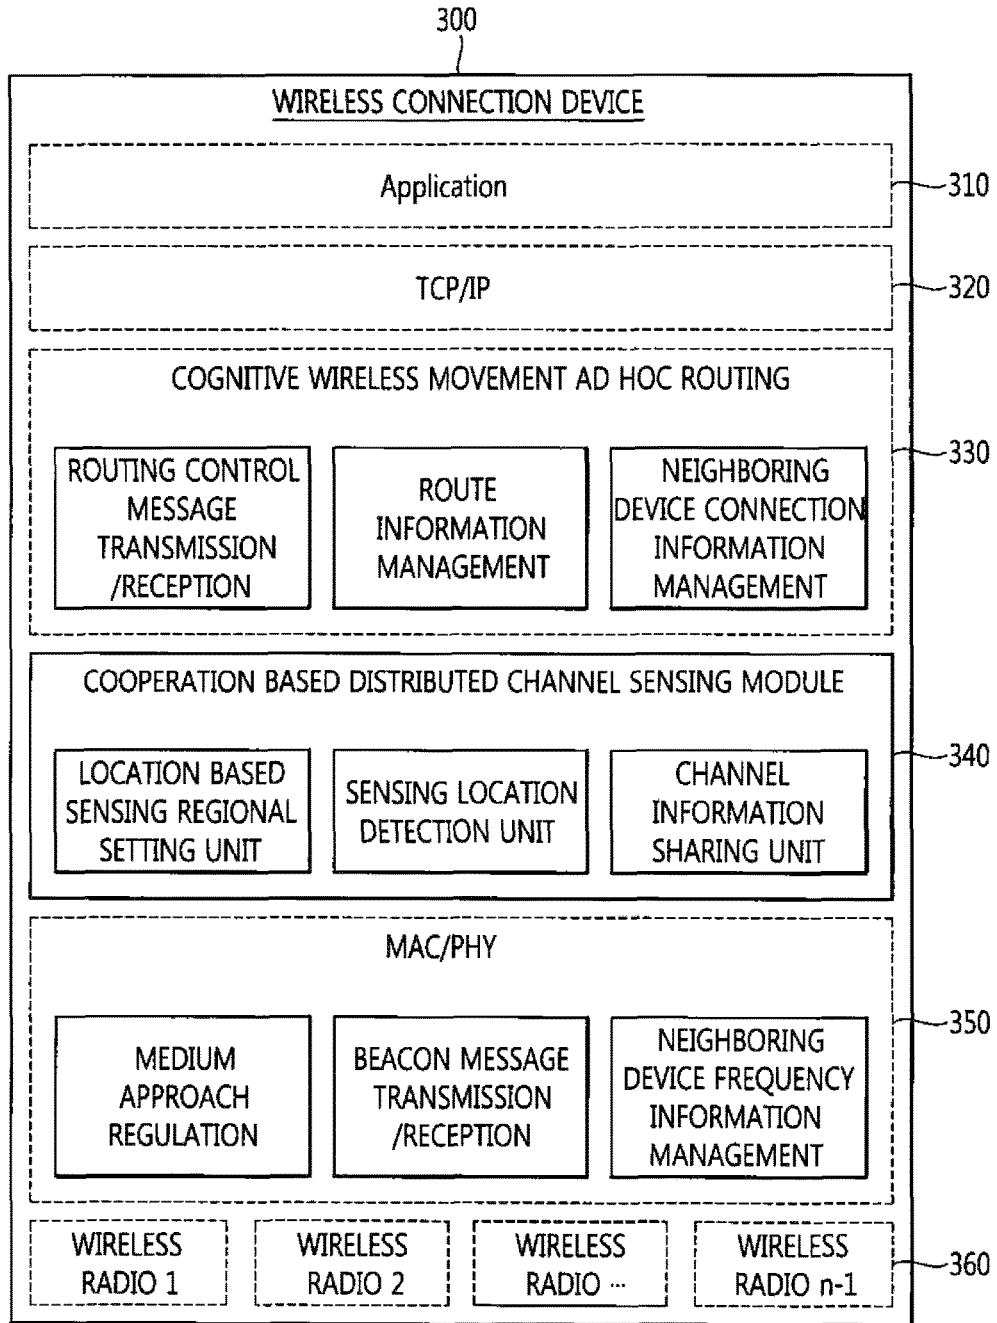 300
WIRELESS CONNECTION DEVICE
Application
310
TCP/IP
320
COGNITIVE WIRELESS MOVEMENT AD HOC ROUTING
330
ROUTING CONTROL
MESSAGE
TRANSMISSION
/RECEPTION
ROUTE
INFORMATION
MANAGEMENT
NEIGHBORING
DEVICE CONNECTION
INFORMATION
MANAGEMENT
COOPERATION BASED DISTRIBUTED CHANNEL SENSING MODULE
340
LOCATION BASED
SENSING REGIONAL
SETTING UNIT
SENSING LOCATION
DETECTION UNIT
CHANNEL
INFORMATION
SHARING UNIT
MAC/PHY
350
MEDIUM
APPROACH
REGULATION
BEACON MESSAGE
TRANSMISSION
/RECEPTION
NEIGHBORING
DEVICE FREQUENCY
INFORMATION
MANAGEMENT
WIRELESS
RADIO 1
WIRELESS
RADIO 2
WIRELESS
RADIO ···
WIRELESS
RADIO n-1
360